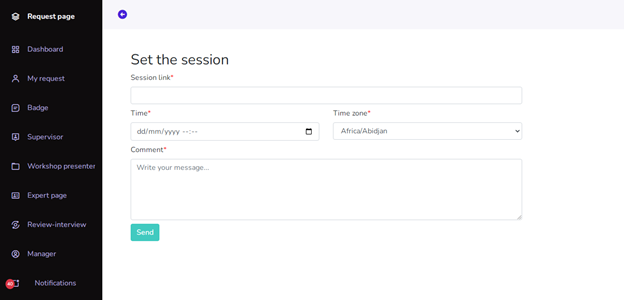 Request page
Dashboard
My request
Badge
Supervisor
Workshop presenter
Expert page
Review-interview
Manager
40
Notifications
Set the session
Session link*
Time*
Time zone*
dd/mm/yyyy --:--
Africa/Abidjan
Comment*
Write your message...
Send